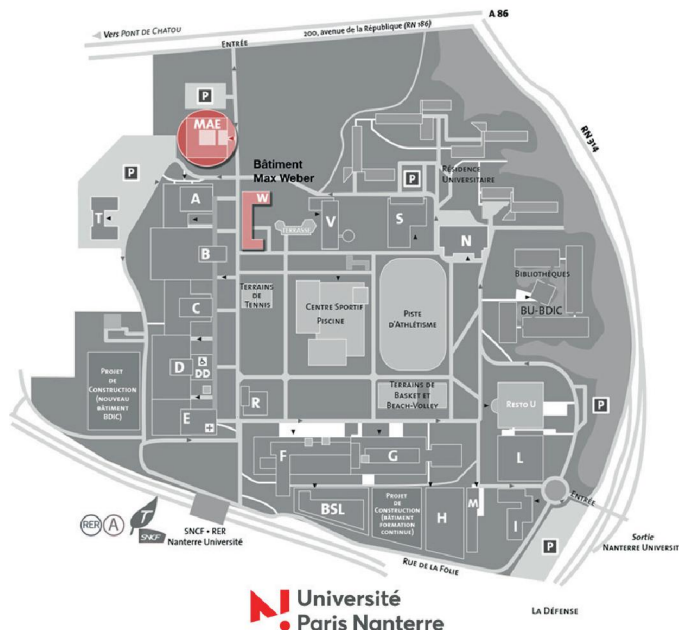 A 86
Vers PONT DE CHATOU
200, AVENUE DE LA RÉPUBLIQUE (RN 186)
ENTRÉE
P
MAE
RN 314
Bâtiment
Max Weber
P
P
RÉSIDENCE
UNIVERSITAIRE
A
W
T
V
S
N
B
BIBLIOTHÈQUES
BU-BDIC
TERRAINS
DE
TENNIS
CENTRE SPORTIF
PISCINE
PISTE
D'ATHLÉTISME
C
PROJET
DE
CONSTRUCTION
(NOUVEAU
BÂTIMENT
BDIC)
D
DD
TERRAINS DE
BASKET ET
BEACH-VOLLEY
R
RESTO U
P
E
F
G
L
BSL
PROJET
DE
CONSTRUCTION
(BÂTIMENT
FORMATION
CONTINUE)
H
M
I
ENTRÉE
RER A
T
SNCF
SNCF • RER
Nanterre Université
P
Sortie
NANTERRE UNIVERSIT
RUE DE LA FOLIE
LA DÉFENSE
Université
Paris Nanterre